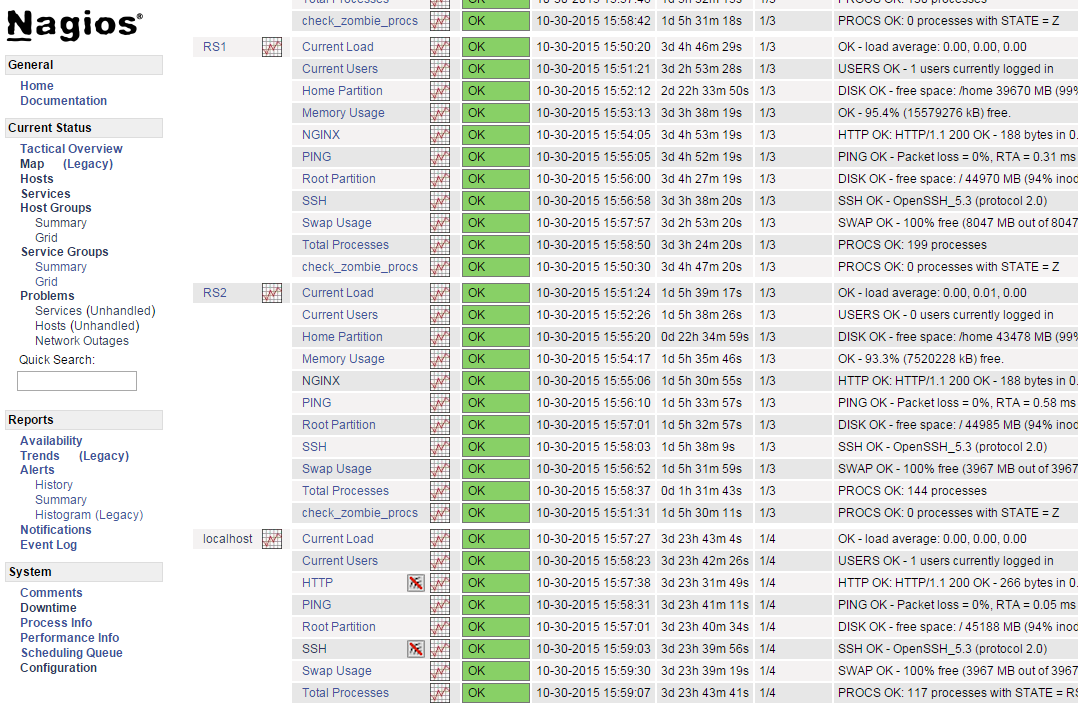 Nagios®
General
Home
Documentation
Current Status
Tactical Overview
Map (Legacy)
Hosts
Services
Host Groups
Summary
Grid
Service Groups
Summary
Grid
Problems
Services (Unhandled)
Hosts (Unhandled)
Network Outages
Quick Search:
Reports
Availability
Trends (Legacy)
Alerts
History
Summary
Histogram (Legacy)
Notifications
Event Log
System
Comments
Downtime
Process Info
Performance Info
Scheduling Queue
Configuration
check_zombie_procs OK 10-30-2015 15:58:42 1d 5h 31m 18s 1/3 PROCS OK: 0 processes with STATE = Z
RS1 Current Load OK 10-30-2015 15:50:20 3d 4h 46m 29s 1/3 OK - load average: 0.00, 0.00, 0.00
Current Users OK 10-30-2015 15:51:21 3d 2h 53m 28s 1/3 USERS OK - 1 users currently logged in
Home Partition OK 10-30-2015 15:52:12 2d 22h 33m 50s 1/3 DISK OK - free space: /home 39670 MB (99%
Memory Usage OK 10-30-2015 15:53:13 3d 3h 38m 19s 1/3 OK - 95.4% (15579276 kB) free.
NGINX OK 10-30-2015 15:54:05 3d 4h 53m 19s 1/3 HTTP OK: HTTP/1.1 200 OK - 188 bytes in 0.
PING OK 10-30-2015 15:55:05 3d 4h 52m 19s 1/3 PING OK - Packet loss = 0%, RTA = 0.31 ms
Root Partition OK 10-30-2015 15:56:00 3d 4h 27m 19s 1/3 DISK OK - free space: / 44970 MB (94% inod
SSH OK 10-30-2015 15:56:58 3d 3h 38m 20s 1/3 SSH OK - OpenSSH_5.3 (protocol 2.0)
Swap Usage OK 10-30-2015 15:57:57 3d 2h 53m 20s 1/3 SWAP OK - 100% free (8047 MB out of 8047
Total Processes OK 10-30-2015 15:58:50 3d 3h 24m 20s 1/3 PROCS OK: 199 processes
check_zombie_procs OK 10-30-2015 15:50:30 3d 4h 47m 20s 1/3 PROCS OK: 0 processes with STATE = Z
RS2 Current Load OK 10-30-2015 15:51:24 1d 5h 39m 17s 1/3 OK - load average: 0.00, 0.01, 0.00
Current Users OK 10-30-2015 15:52:26 1d 5h 38m 26s 1/3 USERS OK - 0 users currently logged in
Home Partition OK 10-30-2015 15:55:20 0d 22h 34m 59s 1/3 DISK OK - free space: /home 43478 MB (99%
Memory Usage OK 10-30-2015 15:54:17 1d 5h 35m 46s 1/3 OK - 93.3% (7520228 kB) free.
NGINX OK 10-30-2015 15:55:06 1d 5h 30m 55s 1/3 HTTP OK: HTTP/1.1 200 OK - 188 bytes in 0.
PING OK 10-30-2015 15:56:10 1d 5h 33m 57s 1/3 PING OK - Packet loss = 0%, RTA = 0.58 ms
Root Partition OK 10-30-2015 15:57:01 1d 5h 32m 57s 1/3 DISK OK - free space: / 44985 MB (94% inod
SSH OK 10-30-2015 15:58:03 1d 5h 38m 9s 1/3 SSH OK - OpenSSH_5.3 (protocol 2.0)
Swap Usage OK 10-30-2015 15:56:52 1d 5h 31m 59s 1/3 SWAP OK - 100% free (3967 MB out of 3967
Total Processes OK 10-30-2015 15:58:37 0d 1h 31m 43s 1/3 PROCS OK: 144 processes
check_zombie_procs OK 10-30-2015 15:51:31 1d 5h 30m 11s 1/3 PROCS OK: 0 processes with STATE = Z
localhost Current Load OK 10-30-2015 15:57:27 3d 23h 43m 4s 1/4 OK - load average: 0.00, 0.00, 0.00
Current Users OK 10-30-2015 15:58:23 3d 23h 42m 26s 1/4 USERS OK - 1 users currently logged in
HTTP OK 10-30-2015 15:57:38 3d 23h 31m 49s 1/4 HTTP OK: HTTP/1.1 200 OK - 266 bytes in 0.
PING OK 10-30-2015 15:58:31 3d 23h 41m 11s 1/4 PING OK - Packet loss = 0%, RTA = 0.05 ms
Root Partition OK 10-30-2015 15:57:01 3d 23h 40m 34s 1/4 DISK OK - free space: / 45188 MB (94% inod
SSH OK 10-30-2015 15:59:03 3d 23h 39m 56s 1/4 SSH OK - OpenSSH_5.3 (protocol 2.0)
Swap Usage OK 10-30-2015 15:59:30 3d 23h 39m 19s 1/4 SWAP OK - 100% free (3967 MB out of 3967
Total Processes OK 10-30-2015 15:59:07 3d 23h 43m 41s 1/4 PROCS OK: 117 processes with STATE = RS